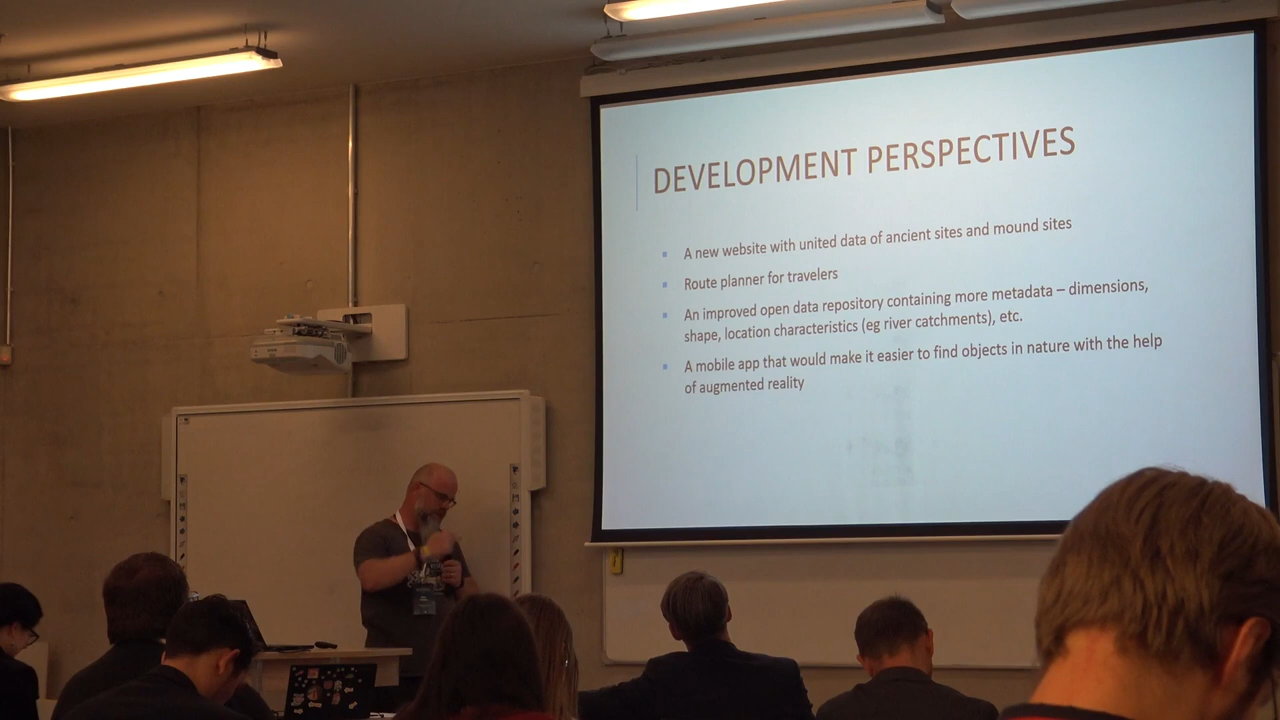 DEVELOPMENT PERSPECTIVES
A new website with united data of ancient sites and mound sites
Route planner for travelers
An improved open data repository containing more metadata – dimensions,
shape, location characteristics (eg river catchments), etc.
A mobile app that would make it easier to find objects in nature with the help
of augmented reality